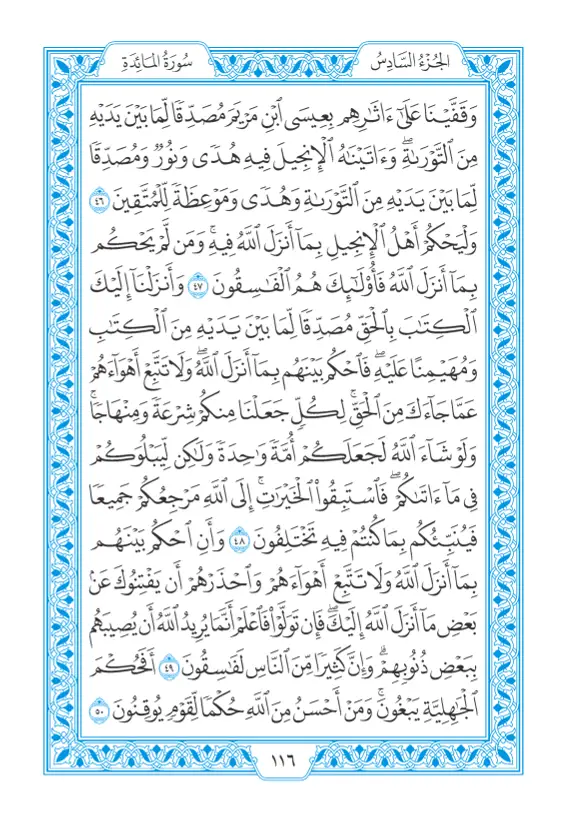 الجُزْءُ السَّادِسُ
سُورَةُ المَائِدَةِ
وَقَفَّيْنَا عَلَىٰٓ ءَاثَٰرِهِم بِعِيسَى ٱبْنِ مَرْيَمَ مُصَدِّقًا لِّمَا بَيْنَ يَدَيْهِ
مِنَ ٱلتَّوْرَىٰةِۖ وَءَاتَيْنَٰهُ ٱلْإِنجِيلَ فِيهِ هُدًى وَنُورٌ وَمُصَدِّقًا
لِّمَا بَيْنَ يَدَيْهِ مِنَ ٱلتَّوْرَىٰةِ وَهُدًى وَمَوْعِظَةً لِّلْمُتَّقِينَ ٤٦
وَلْيَحْكُمْ أَهْلُ ٱلْإِنجِيلِ بِمَآ أَنزَلَ ٱللَّهُ فِيهِۚ وَمَن لَّمْ يَحْكُم
بِمَآ أَنزَلَ ٱللَّهُ فَأُو۟لَٰٓئِكَ هُمُ ٱلْفَٰسِقُونَ ٤٧ وَأَنزَلْنَآ إِلَيْكَ
ٱلْكِتَٰبَ بِٱلْحَقِّ مُصَدِّقًا لِّمَا بَيْنَ يَدَيْهِ مِنَ ٱلْكِتَٰبِ
وَمُهَيْمِنًا عَلَيْهِۖ فَٱحْكُم بَيْنَهُم بِمَآ أَنزَلَ ٱللَّهُۖ وَلَا تَتَّبِعْ أَهْوَآءَهُمْ
عَمَّا جَآءَكَ مِنَ ٱلْحَقِّۚ لِكُلٍّ جَعَلْنَا مِنكُمْ شِرْعَةً وَمِنْهَاجًاۚ
وَلَوْ شَآءَ ٱللَّهُ لَجَعَلَكُمْ أُمَّةً وَٰحِدَةً وَلَٰكِن لِّيَبْلُوَكُمْ
فِى مَآ ءَاتَىٰكُمْۖ فَٱسْتَبِقُوا۟ ٱلْخَيْرَٰتِۚ إِلَى ٱللَّهِ مَرْجِعُكُمْ جَمِيعًا
فَيُنَبِّئُكُم بِمَا كُنتُمْ فِيهِ تَخْتَلِفُونَ ٤٨ وَأَنِ ٱحْكُم بَيْنَهُم
بِمَآ أَنزَلَ ٱللَّهُ وَلَا تَتَّبِعْ أَهْوَآءَهُمْ وَٱحْذَرْهُمْ أَن يَفْتِنُوكَ عَنۢ
بَعْضِ مَآ أَنزَلَ ٱللَّهُ إِلَيْكَۖ فَإِن تَوَلَّوْا۟ فَٱعْلَمْ أَنَّمَا يُرِيدُ ٱللَّهُ أَن يُصِيبَهُم
بِبَعْضِ ذُنُوبِهِمْۗ وَإِنَّ كَثِيرًا مِّنَ ٱلنَّاسِ لَفَٰسِقُونَ ٤٩ أَفَحُكْمَ
ٱلْجَٰهِلِيَّةِ يَبْغُونَۚ وَمَنْ أَحْسَنُ مِنَ ٱللَّهِ حُكْمًا لِّقَوْمٍ يُوقِنُونَ ٥٠
١١٦